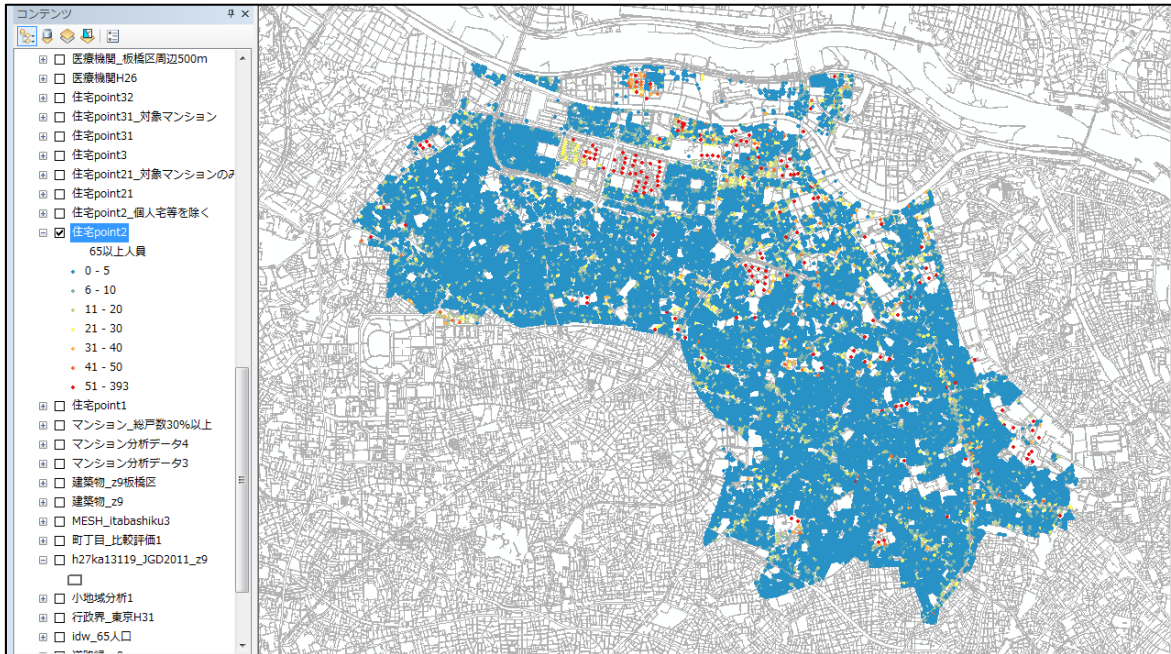 コンテンツ
医療機関_板橋区周辺500m
医療機関H26
住宅point32
住宅point31_対象マンション
住宅point31
住宅point3
住宅point21_対象マンションのみ
住宅point21
住宅point2_個人宅等を除く
住宅point2
65以上人員
0 - 5
6 - 10
11 - 20
21 - 30
31 - 40
41 - 50
51 - 393
住宅point1
マンション_総戸数30%以上
マンション分析データ4
マンション分析データ3
建築物_z9板橋区
建築物_z9
MESH_itabashiku3
町丁目_比較評価1
h27ka13119_JGD2011_z9
小地域分析1
行政界_東京H31
idw_65人口